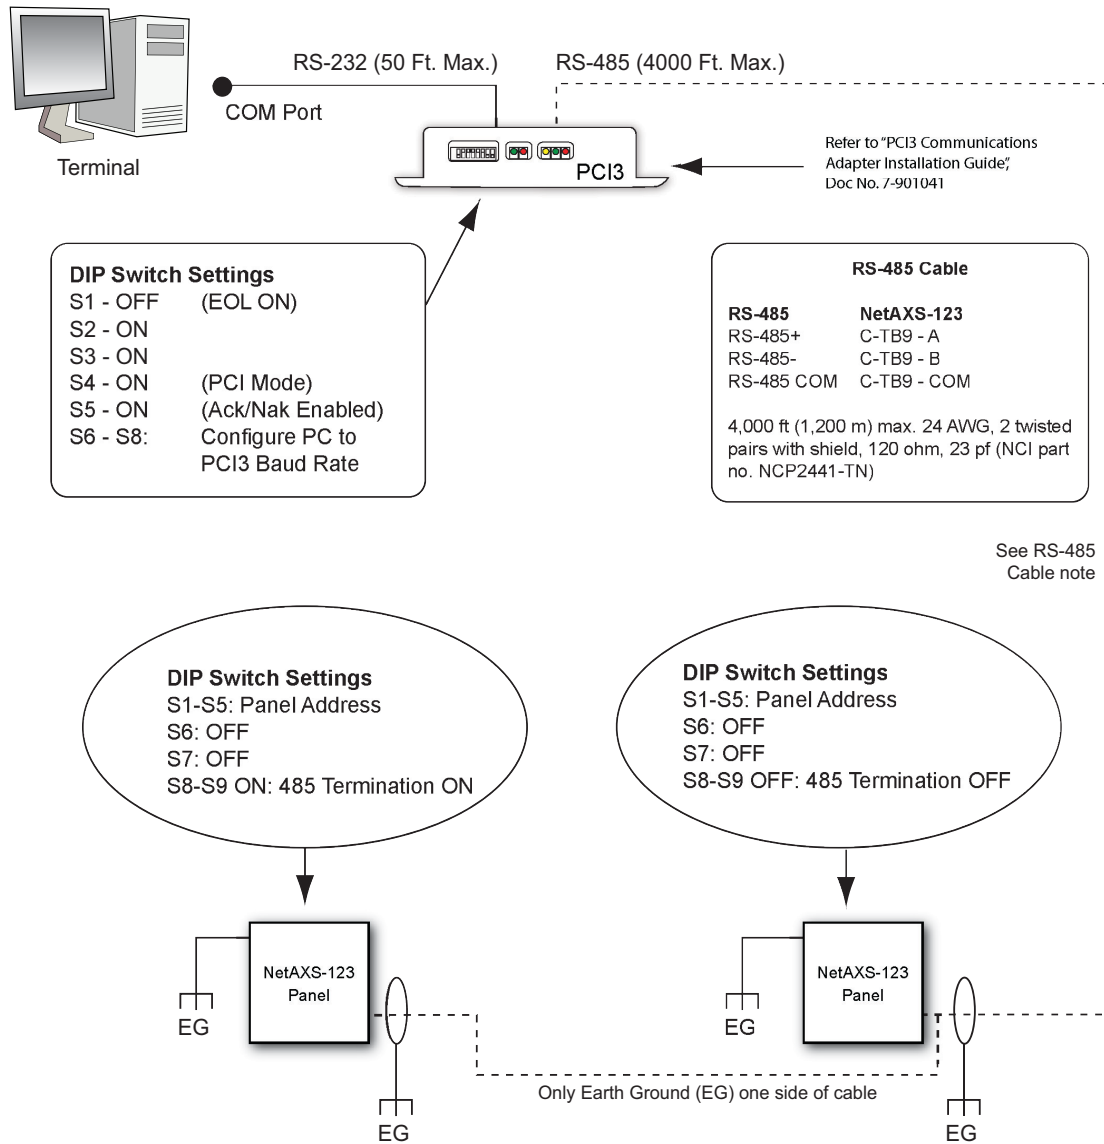 RS-232 (50 Ft. Max.)
RS-485 (4000 Ft. Max.)
COM Port
Terminal
PCI3
Refer to "PCI3 Communications
Adapter Installation Guide",
Doc No. 7-901041
DIP Switch Settings
S1 - OFF (EOL ON)
S2 - ON
S3 - ON
S4 - ON (PCI Mode)
S5 - ON (Ack/Nak Enabled)
S6 - S8: Configure PC to
PCI3 Baud Rate
RS-485 Cable
RS-485 NetAXS-123
RS-485+ C-TB9 - A
RS-485- C-TB9 - B
RS-485 COM C-TB9 - COM
4,000 ft (1,200 m) max. 24 AWG, 2 twisted
pairs with shield, 120 ohm, 23 pf (NCI part
no. NCP2441-TN)
See RS-485
Cable note
DIP Switch Settings
S1-S5: Panel Address
S6: OFF
S7: OFF
S8-S9 ON: 485 Termination ON
DIP Switch Settings
S1-S5: Panel Address
S6: OFF
S7: OFF
S8-S9 OFF: 485 Termination OFF
NetAXS-123
Panel
EG
NetAXS-123
Panel
EG
Only Earth Ground (EG) one side of cable
EG
EG